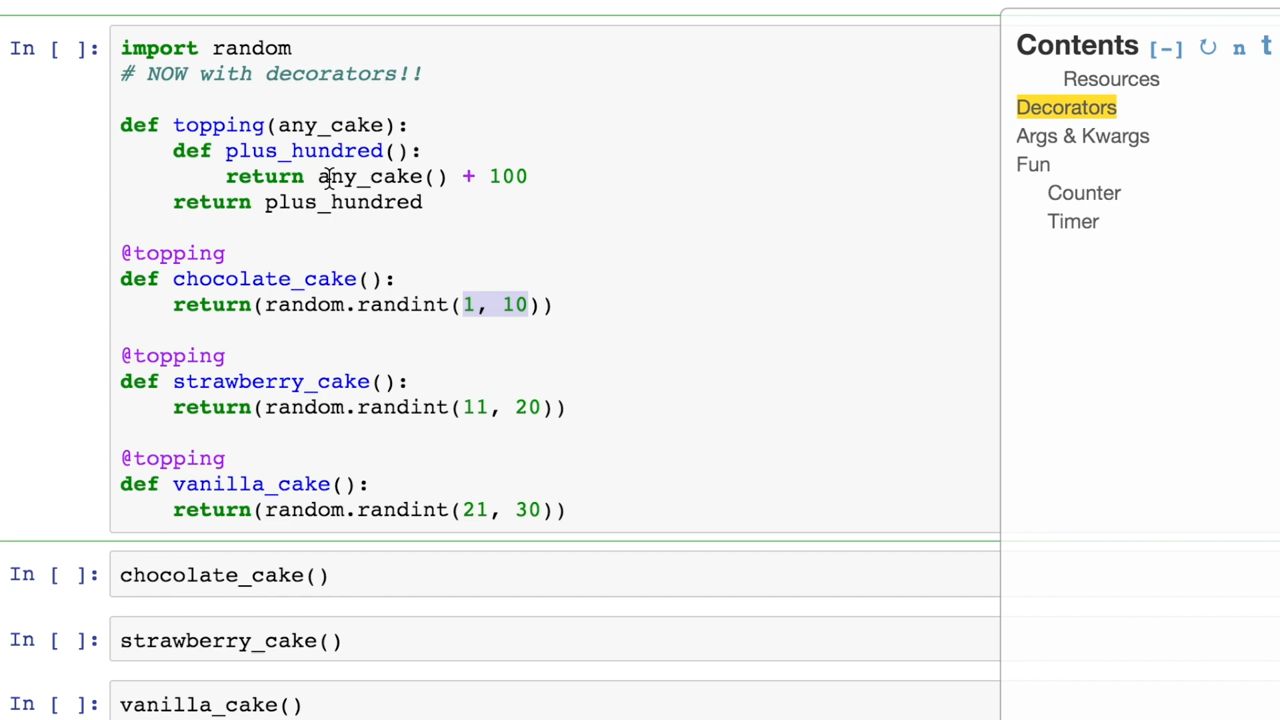 In [ ]:
import random
# NOW with decorators!!
def topping(any_cake):
    def plus_hundred():
        return any_cake() + 100
    return plus_hundred
@topping
def chocolate_cake():
    return(random.randint(1, 10))
@topping
def strawberry_cake():
    return(random.randint(11, 20))
@topping
def vanilla_cake():
    return(random.randint(21, 30))
In [ ]: chocolate_cake()
In [ ]: strawberry_cake()
In [ ]: vanilla_cake()
Contents [-] ↻ n t
Resources
Decorators
Args & Kwargs
Fun
Counter
Timer